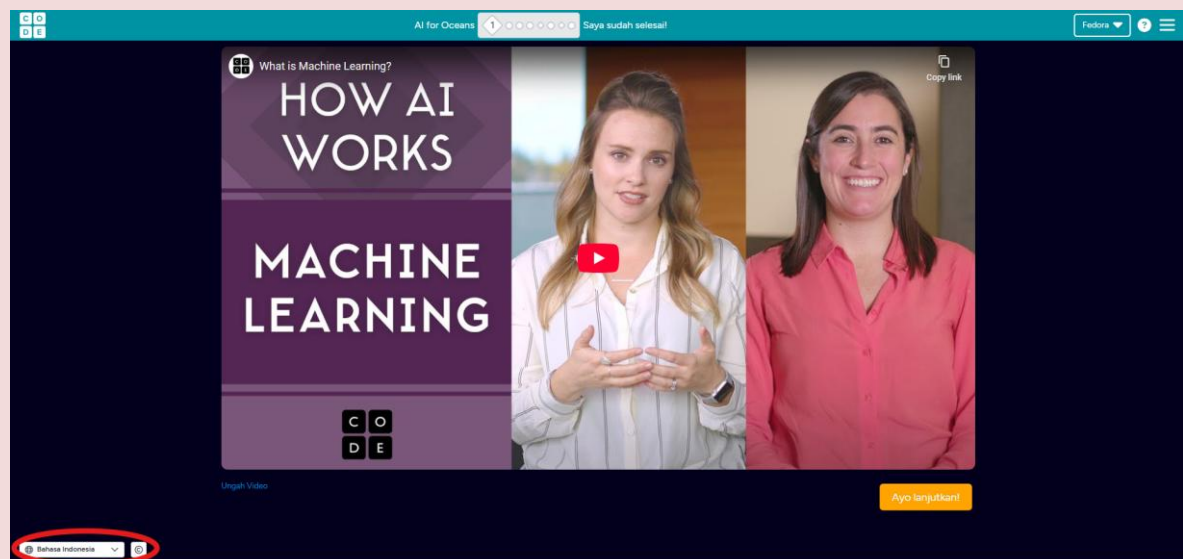 C O
D E
AI for Oceans 1 Saya sudah selesai!
Fedora
?
What is Machine Learning?
Copy link
HOW AI
WORKS
MACHINE
LEARNING
C O
D E
Ungah Video
Ayo lanjutkan!
Bahasa Indonesia ©